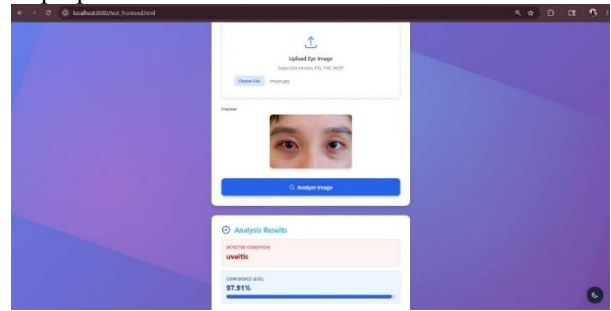 localhost:8080/test_frontend.html
Upload Eye Image
Supported formats: JPG, PNG, WEBP
Choose File
Preview
Analyze Image
Analysis Results
DETECTED CONDITION
uveitis
CONFIDENCE LEVEL
97.91%